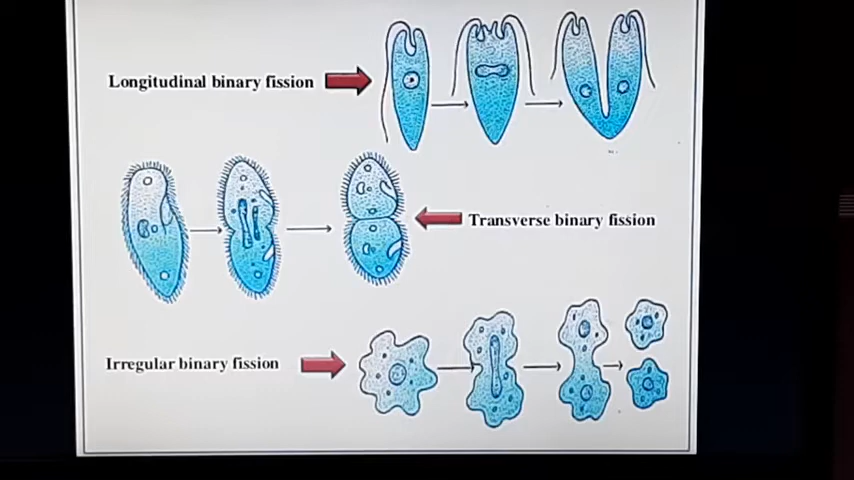 Longitudinal binary fission
Transverse binary fission
Irregular binary fission